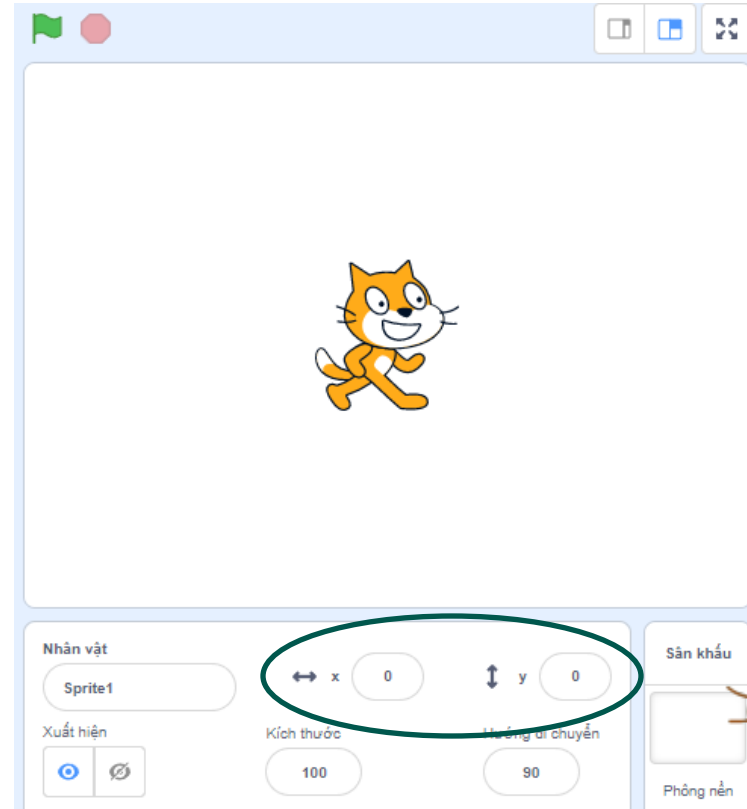 Nhân vật
Sprite1
x 0
y 0
Sân khấu
Xuất hiện
Kích thước
100
Hướng di chuyển
90
Phông nền